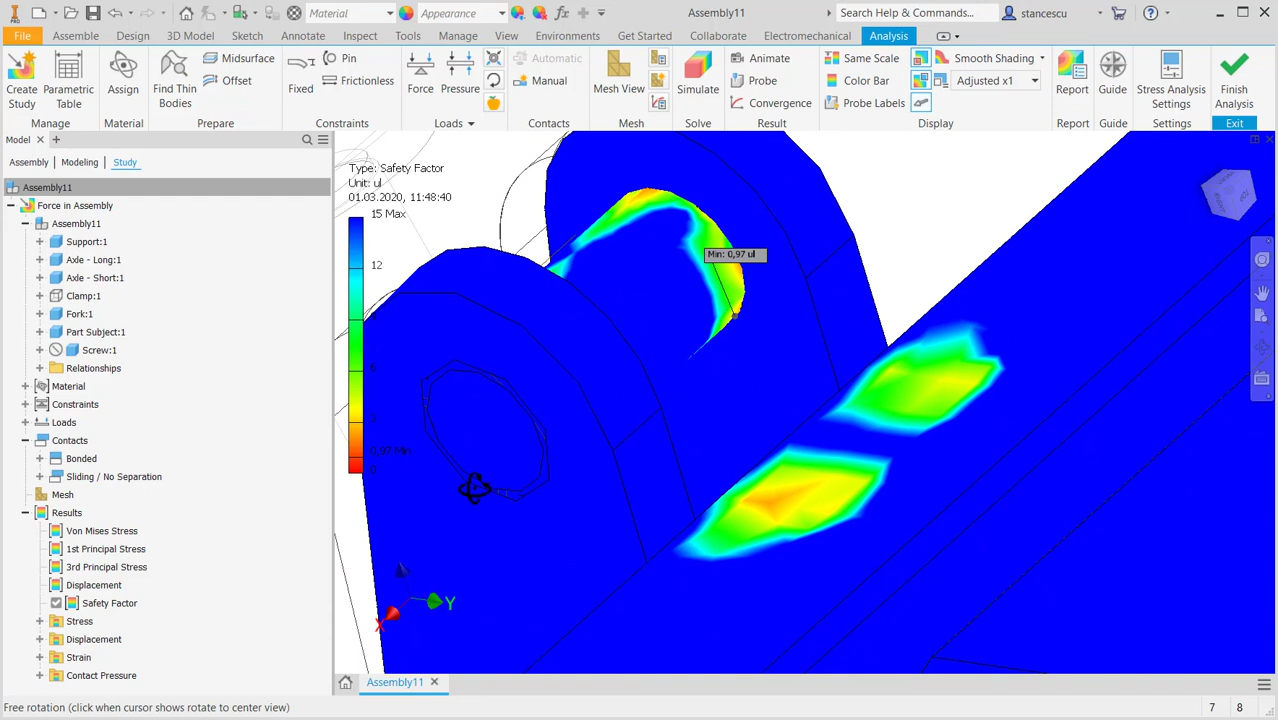 PRO
Material
Appearance
Assembly11
Search Help & Commands...
stancescu
File
Assemble
Design
3D Model
Sketch
Annotate
Inspect
Tools
Manage
View
Environments
Get Started
Collaborate
Electromechanical
Analysis
Create Study
Parametric Table
Assign
Find Thin Bodies
Midsurface
Offset
Fixed
Pin
Frictionless
Force
Pressure
Automatic
Manual
Mesh View
Simulate
Animate
Probe
Convergence
Same Scale
Color Bar
Probe Labels
Smooth Shading
Adjusted x1
Report
Guide
Stress Analysis Settings
Finish Analysis
Manage
Material
Prepare
Constraints
Loads
Contacts
Mesh
Solve
Result
Display
Report
Guide
Settings
Exit
Model
Assembly
Modeling
Study
Assembly11
Force in Assembly
Assembly11
Support:1
Axle - Long:1
Axle - Short:1
Clamp:1
Fork:1
Part Subject:1
Screw:1
Relationships
Material
Constraints
Loads
Contacts
Bonded
Sliding / No Separation
Mesh
Results
Von Mises Stress
1st Principal Stress
3rd Principal Stress
Displacement
Safety Factor
Stress
Displacement
Strain
Contact Pressure
Type: Safety Factor
Unit: ul
01.03.2020, 11:48:40
15 Max
12
6
3
0,97 Min
0
Min: 0,97 ul
X
Y
Assembly11
Free rotation (click when cursor shows rotate to center view)
7
8